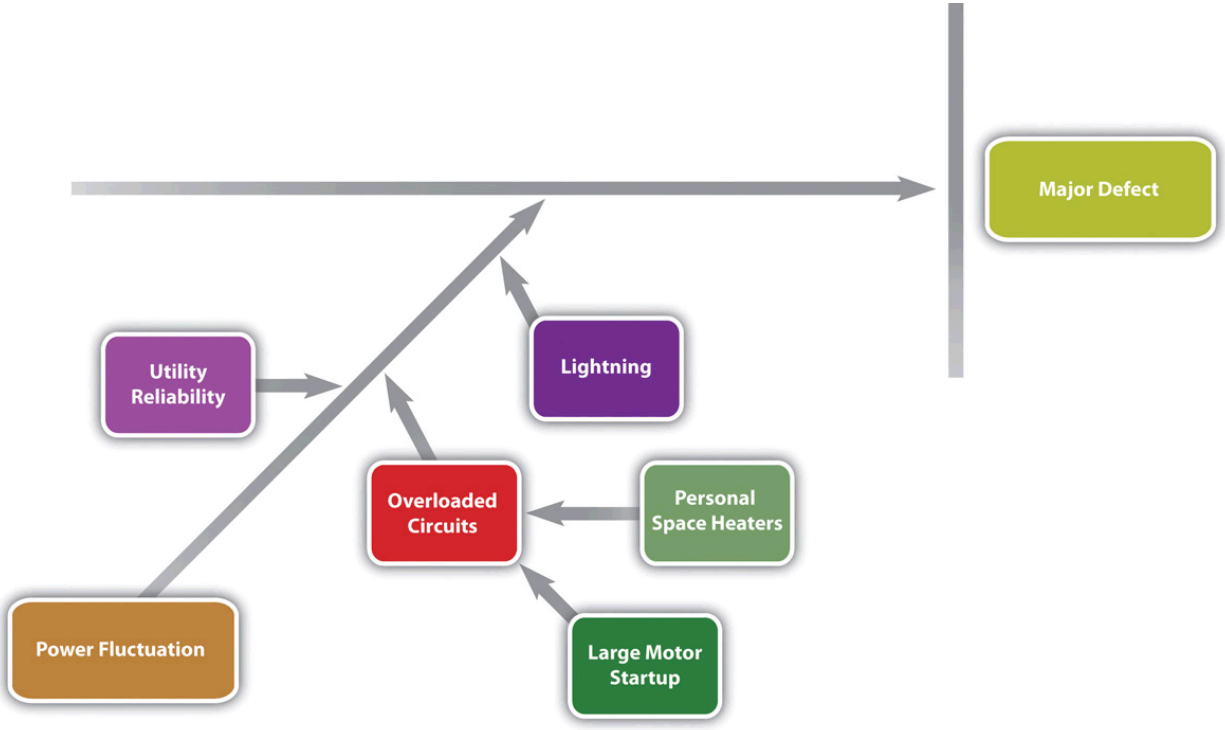 Major Defect
Lightning
Utility
Reliability
Overloaded
Circuits
Personal
Space Heaters
Power Fluctuation
Large Motor
Startup